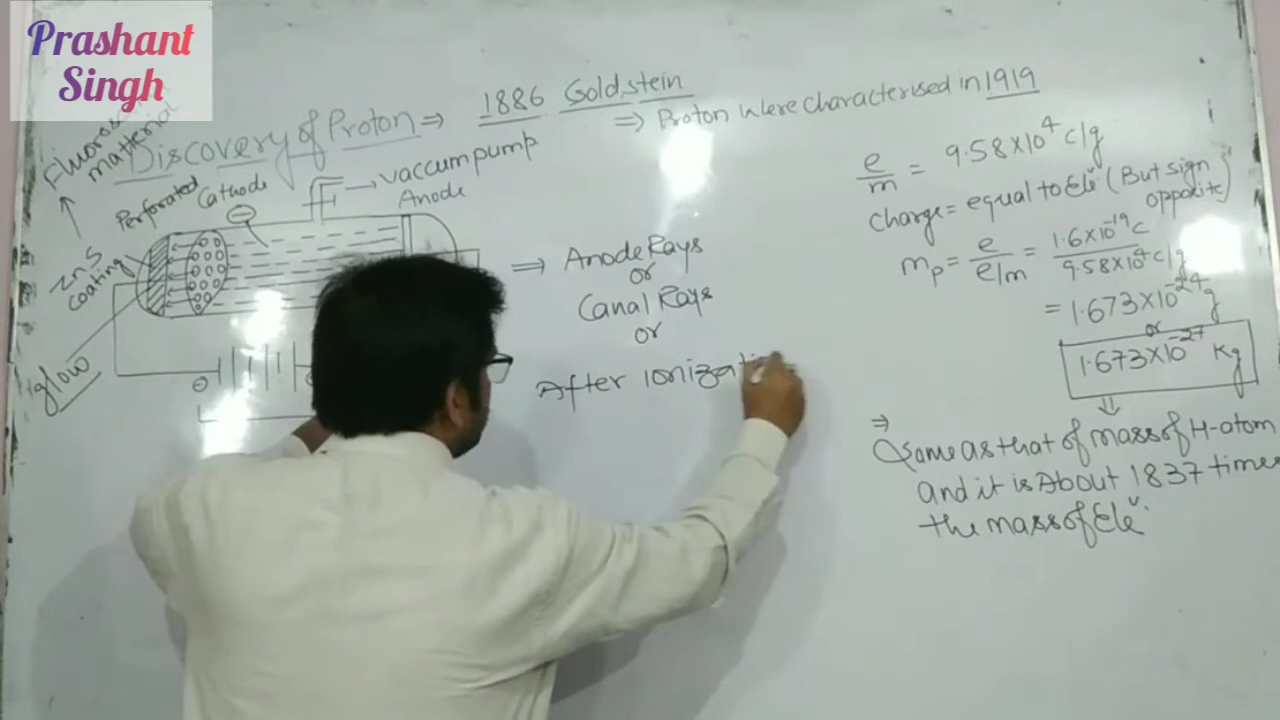 Prashant
Singh
Discovery of Proton ⇒ 1886 Goldstein
⇒ Proton were characterised in 1919
mattérial
Perforated
Cathode
→ vaccum pump
Anode
ZnS
coating
glow
⇒ Anode Rays
or
Canal Rays
or
After Ionizati
e/m = 9.58×10⁴ c/g
charge = equal to Ele⁻ (But sign
opposite)
mp = e/e/m = 1.6×10⁻¹⁹ c/9.58×10⁴ c/g
= 1.673×10⁻²⁴ g
or
1.673×10⁻²⁷ Kg
⇒
Same as that of mass of H-atom
and it is About 1837 times
the mass of Ele